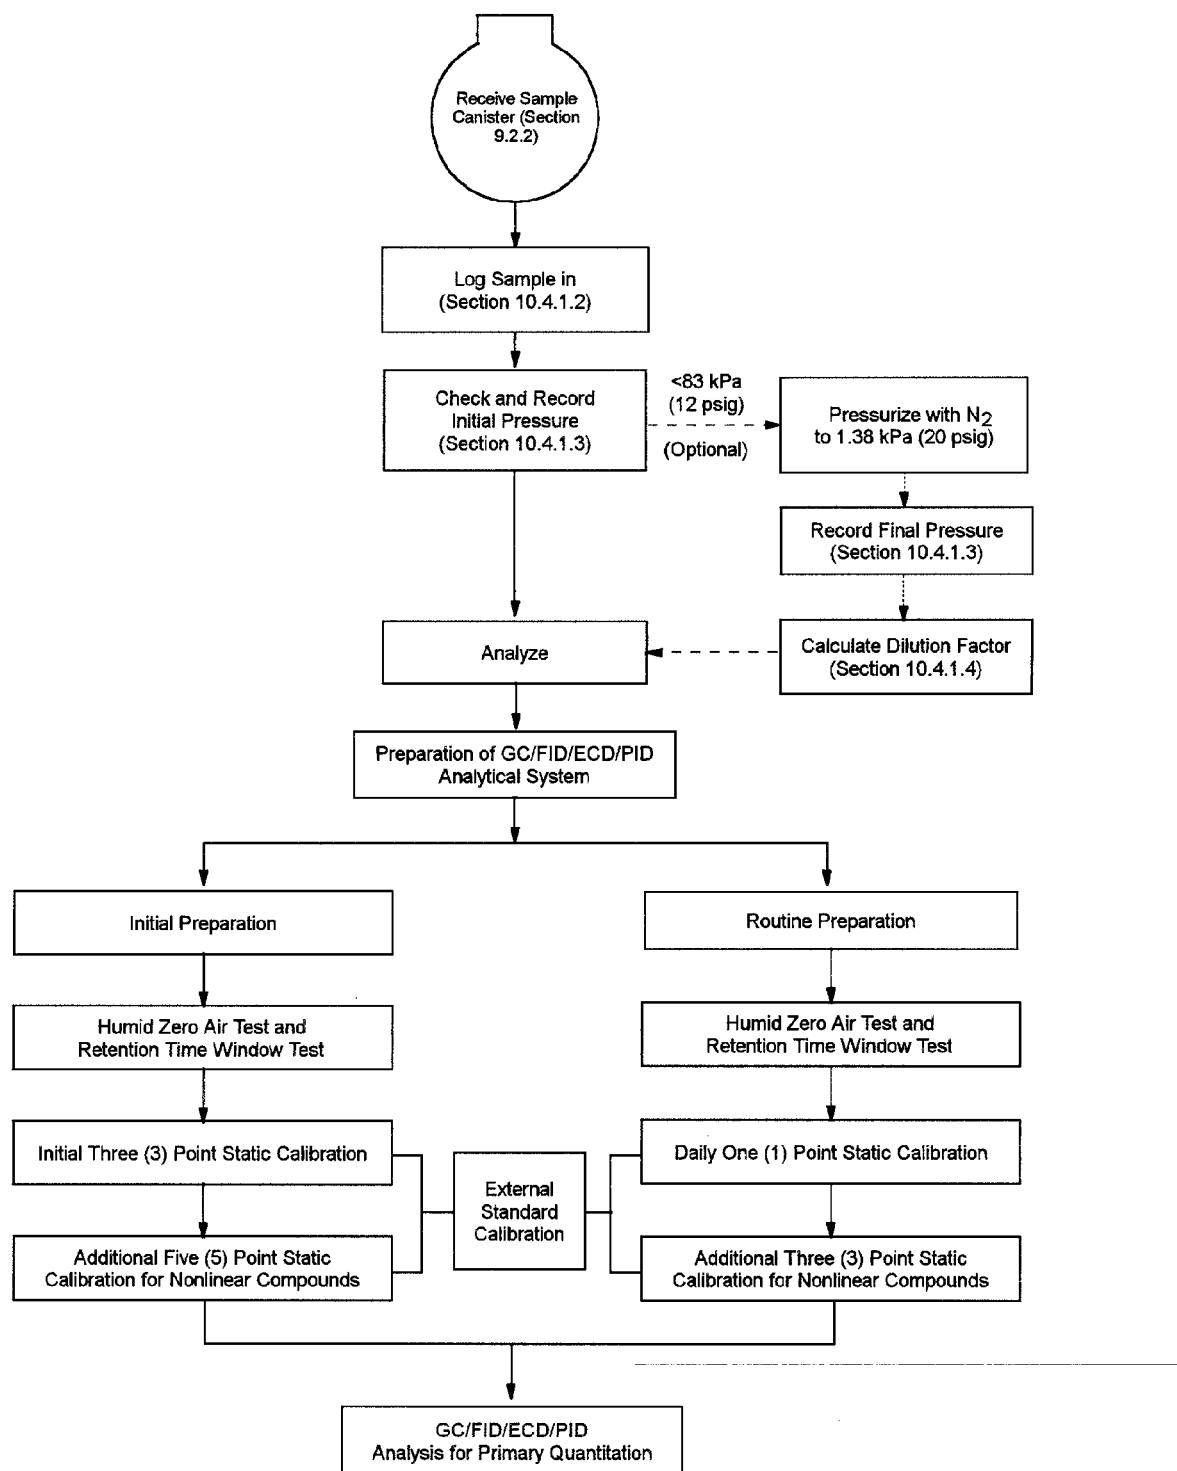 Receive Sample
Canister (Section
9.2.2)
Log Sample in
(Section 10.4.1.2)
Check and Record
Initial Pressure
(Section 10.4.1.3)
<83 kPa
(12 psig)
(Optional)
Pressurize with N2
to 1.38 kPa (20 psig)
Record Final Pressure
(Section 10.4.1.3)
Calculate Dilution Factor
(Section 10.4.1.4)
Analyze
Preparation of GC/FID/ECD/PID
Analytical System
Initial Preparation
Routine Preparation
Humid Zero Air Test and
Retention Time Window Test
Humid Zero Air Test and
Retention Time Window Test
Initial Three (3) Point Static Calibration
External
Standard
Calibration
Daily One (1) Point Static Calibration
Additional Five (5) Point Static
Calibration for Nonlinear Compounds
Additional Three (3) Point Static
Calibration for Nonlinear Compounds
GC/FID/ECD/PID
Analysis for Primary Quantitation